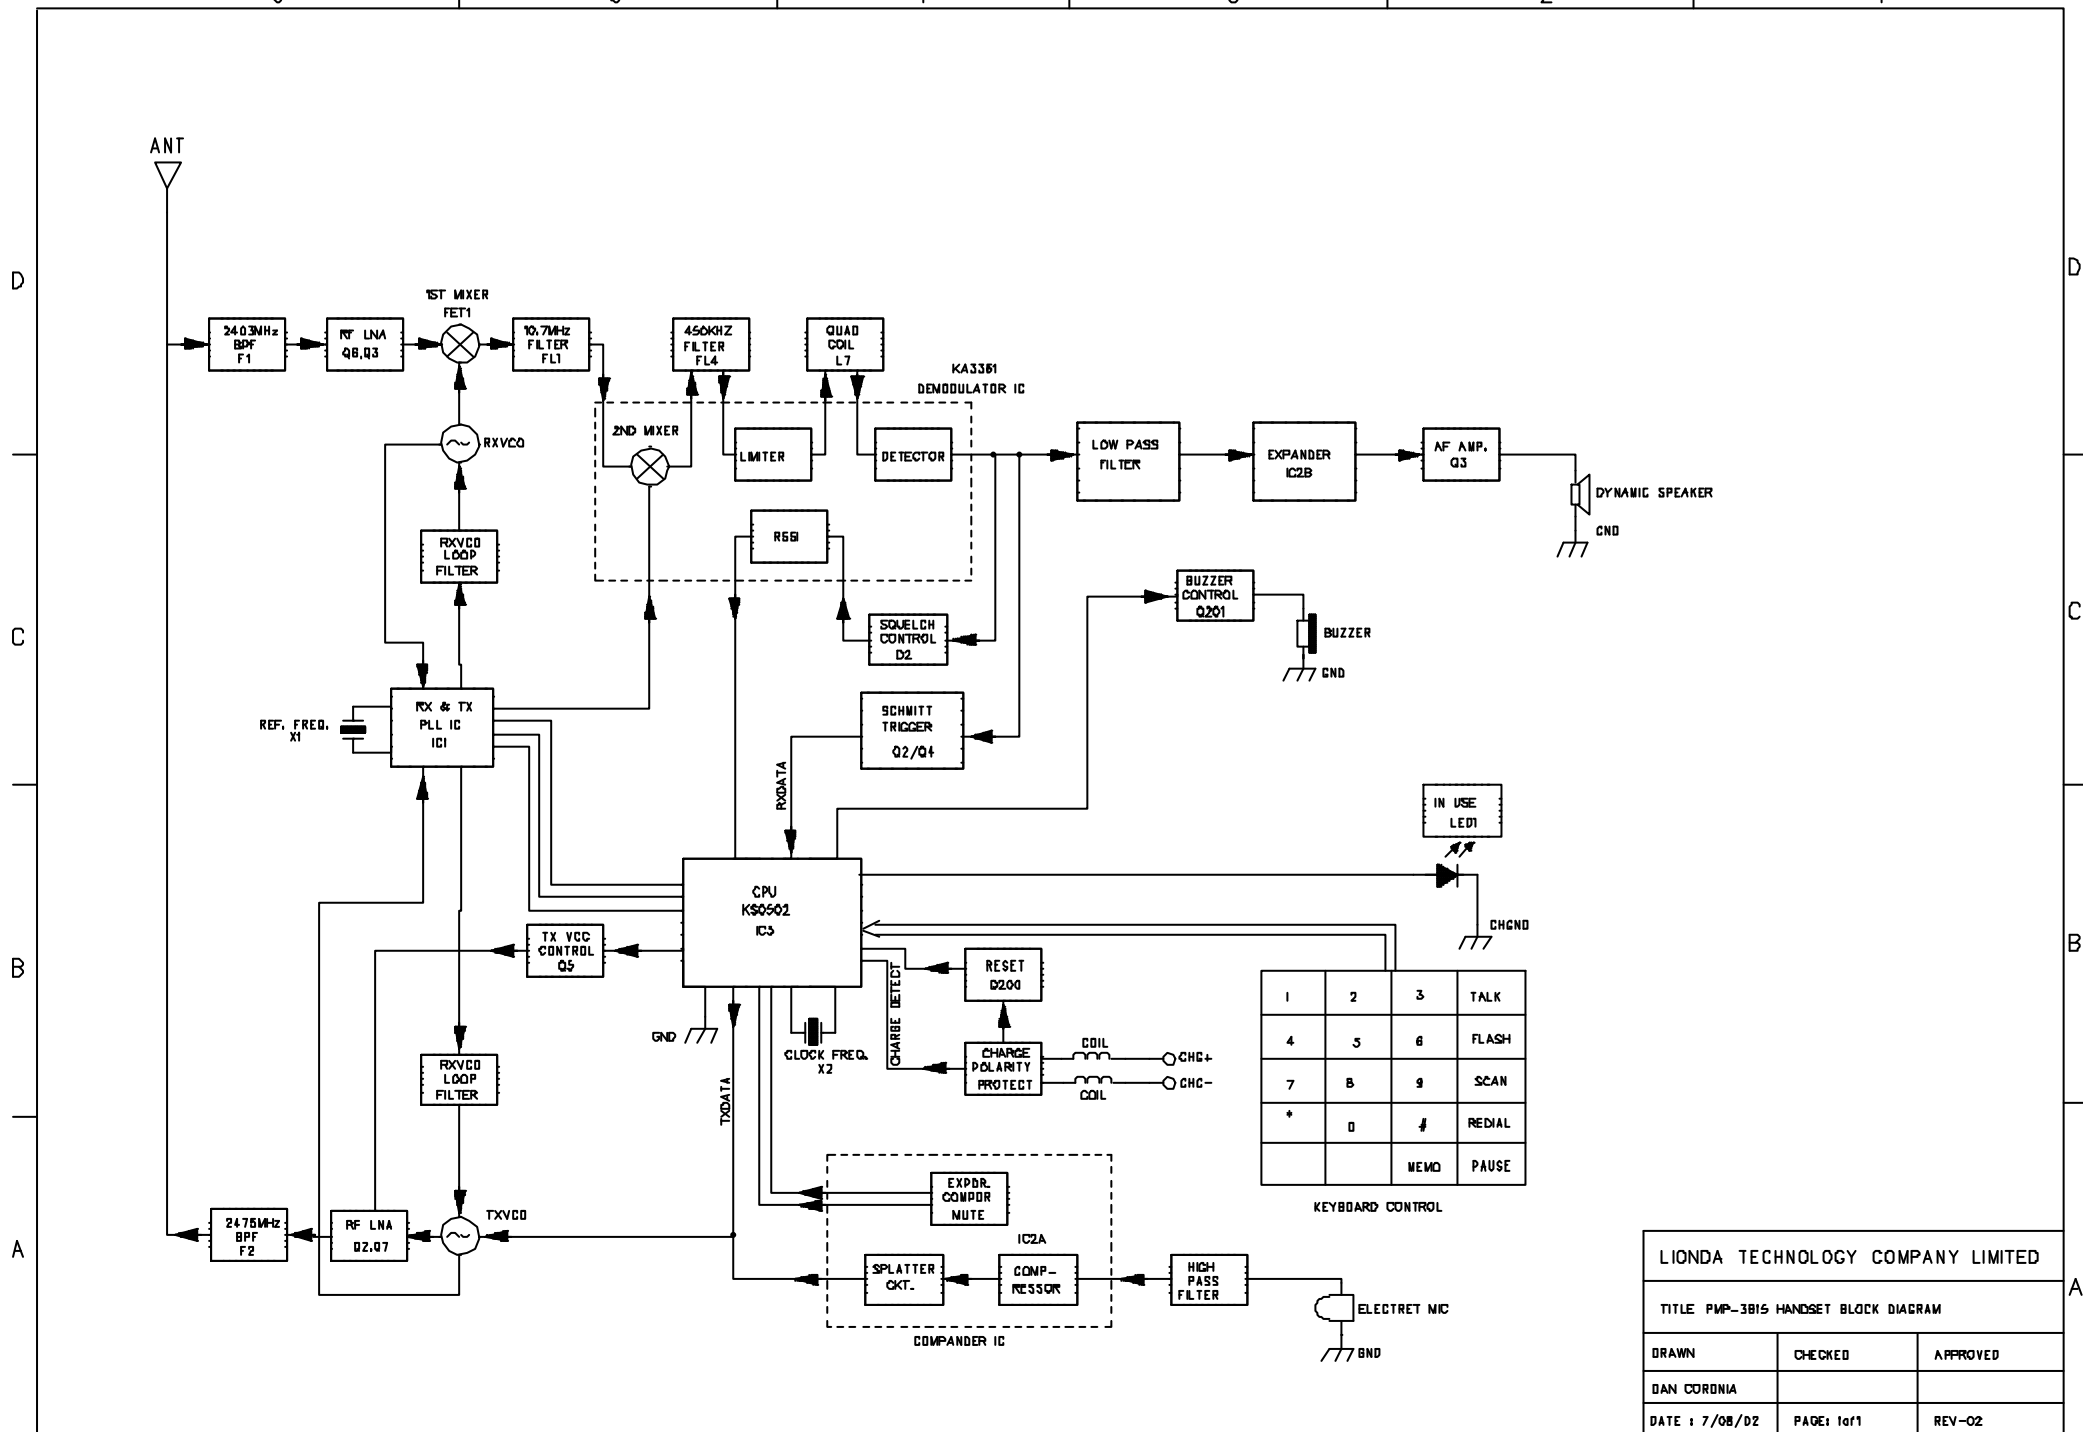 ANT
D
D
1ST MIXER
FET1
2403MHz
BPF
F1
RF LNA
Q8,Q3
10.7MHz
FILTER
FL1
450KHZ
FILTER
FL4
QUAD
COIL
L7
KA3361
DEMODULATOR IC
RXVCO
2ND MIXER
LIMITER
DETECTOR
LOW PASS
FILTER
EXPANDER
IC2B
AF AMP.
Q3
DYNAMIC SPEAKER
GND
RXVCO
LOOP
FILTER
RSSI
BUZZER
CONTROL
Q201
BUZZER
GND
C
C
SQUELCH
CONTROL
D2
REF. FREQ.
X1
RX & TX
PLL IC
IC1
SCHMITT
TRIGGER
Q2/Q4
RXDATA
IN USE
LED1
CPU
KS0502
IC3
CHGND
B
B
TX VCC
CONTROL
Q5
RESET
D200
CHARGE DETECT
GND
CLOCK FREQ.
X2
CHARGE
POLARITY
PROTECT
COIL
COIL
CHG+
CHG-
RXVCO
LOOP
FILTER
TXDATA
1 2 3 TALK
4 5 6 FLASH
7 8 9 SCAN
* 0 # REDIAL
MEMO PAUSE
KEYBOARD CONTROL
EXPDR.
COMPDR
MUTE
IC2A
2475MHz
BPF
F2
RF LNA
Q2,Q7
TXVCO
SPLATTER
CKT.
COMP-
RESSOR
HIGH
PASS
FILTER
ELECTRET MIC
GND
COMPANDER IC
A
A
LIONDA TECHNOLOGY COMPANY LIMITED
TITLE PMP-3815 HANDSET BLOCK DIAGRAM
DRAWN CHECKED APPROVED
DAN CORONIA
DATE : 7/08/02 PAGE: 1of1 REV-02